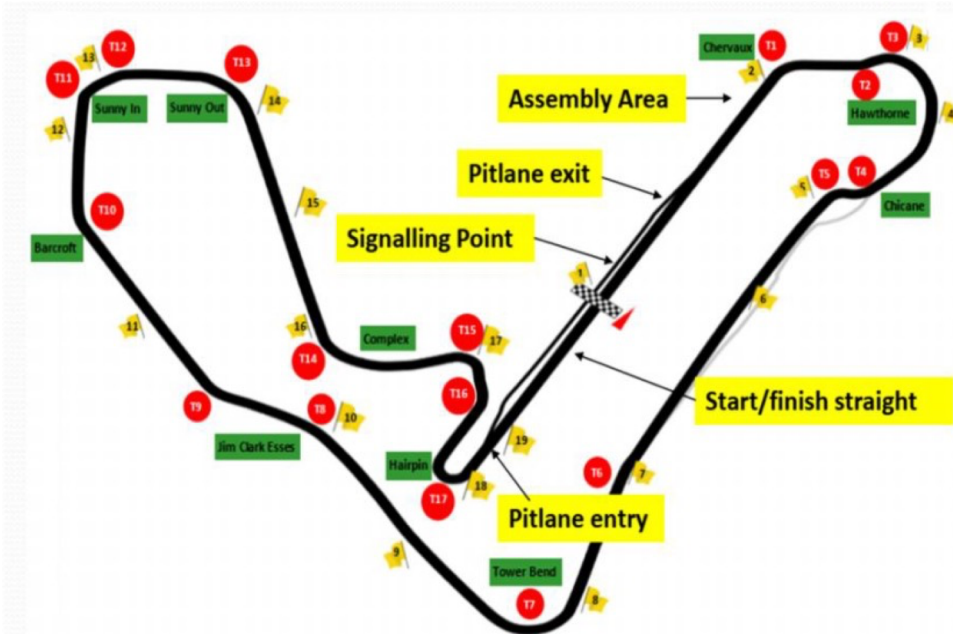 T12
13
T11
Sunny In
Sunny Out
T13
14
12
T10
Barcroft
15
11
16
T14
Complex
T15
17
T16
T9
T8
10
Jim Clark Esses
Hairpin
T17
18
19
9
Chervaux
T1
2
T3
3
T2
Hawthorne
4
Assembly Area
Pitlane exit
T5
T4
5
Chicane
Signalling Point
1
6
Start/finish straight
T6
7
Pitlane entry
Tower Bend
T7
8